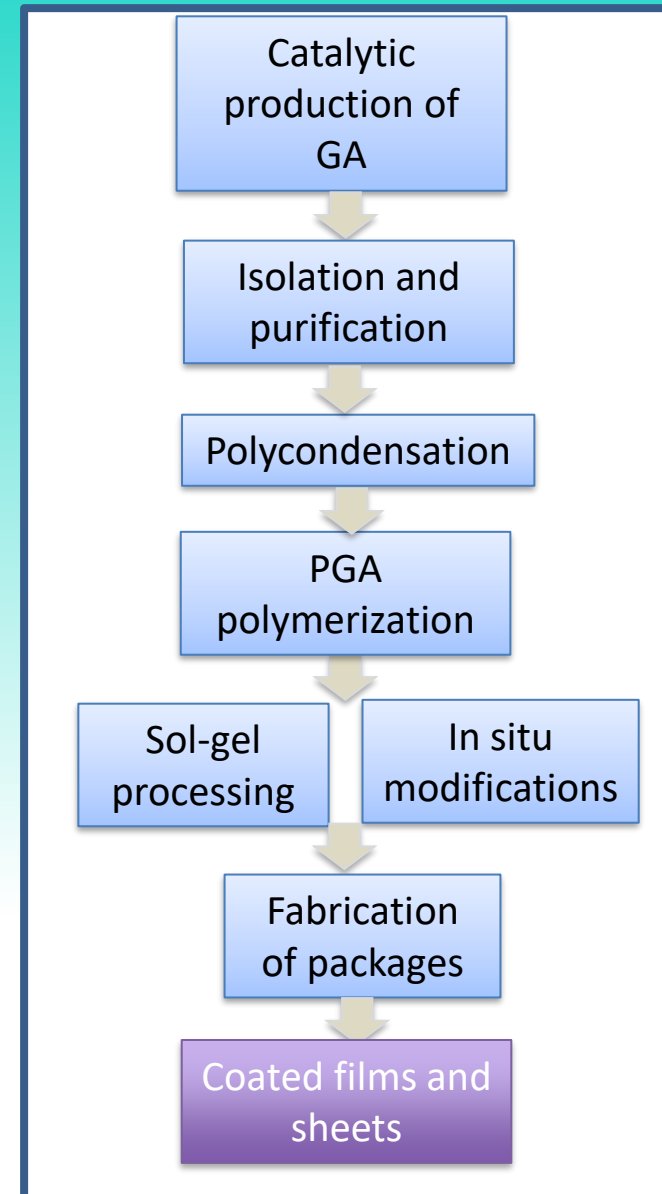 Catalytic
production of
GA
Isolation and
purification
Polycondensation
PGA
polymerization
Sol-gel
processing
In situ
modifications
Fabrication
of packages
Coated films and
sheets